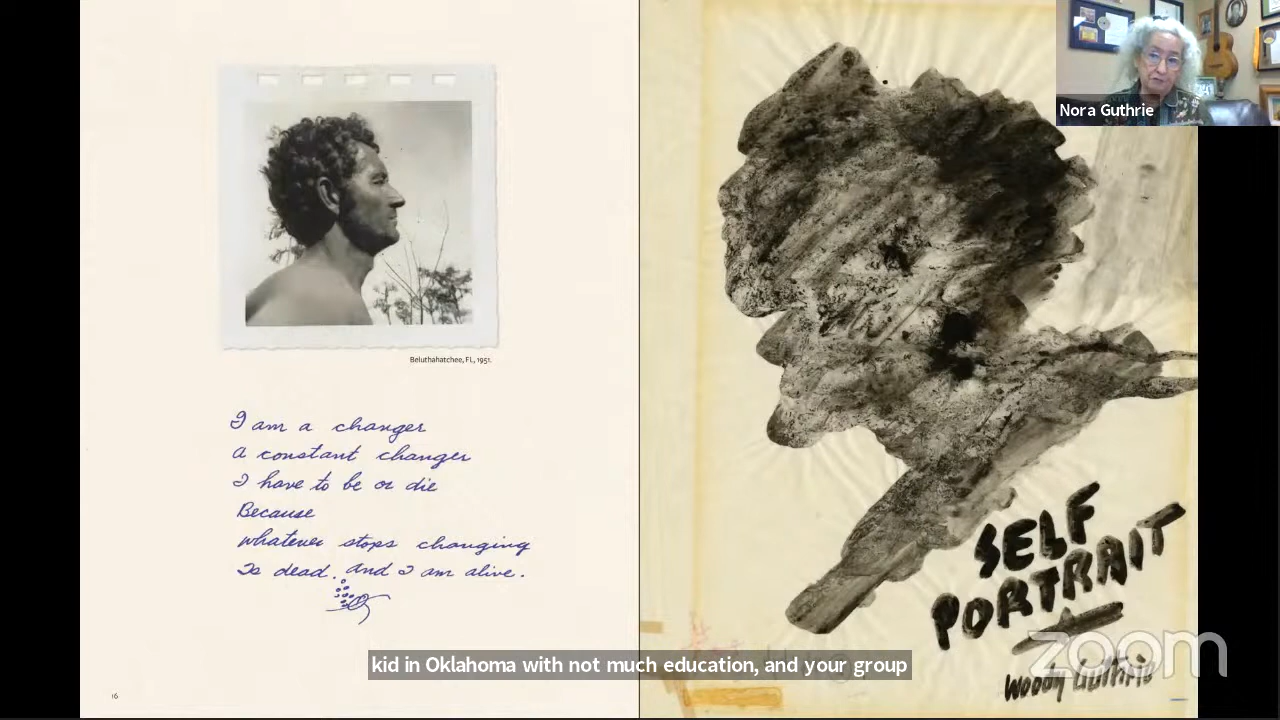 Nora Guthrie
Beluthahatchee, FL, 1951.
I am a changer
a constant changer
I have to be or die
Because
whatever stops changing
Is dead. and I am alive.
16
SELF
PORTRAIT
Woody Guthrie
zoom
kid in Oklahoma with not much education, and your group